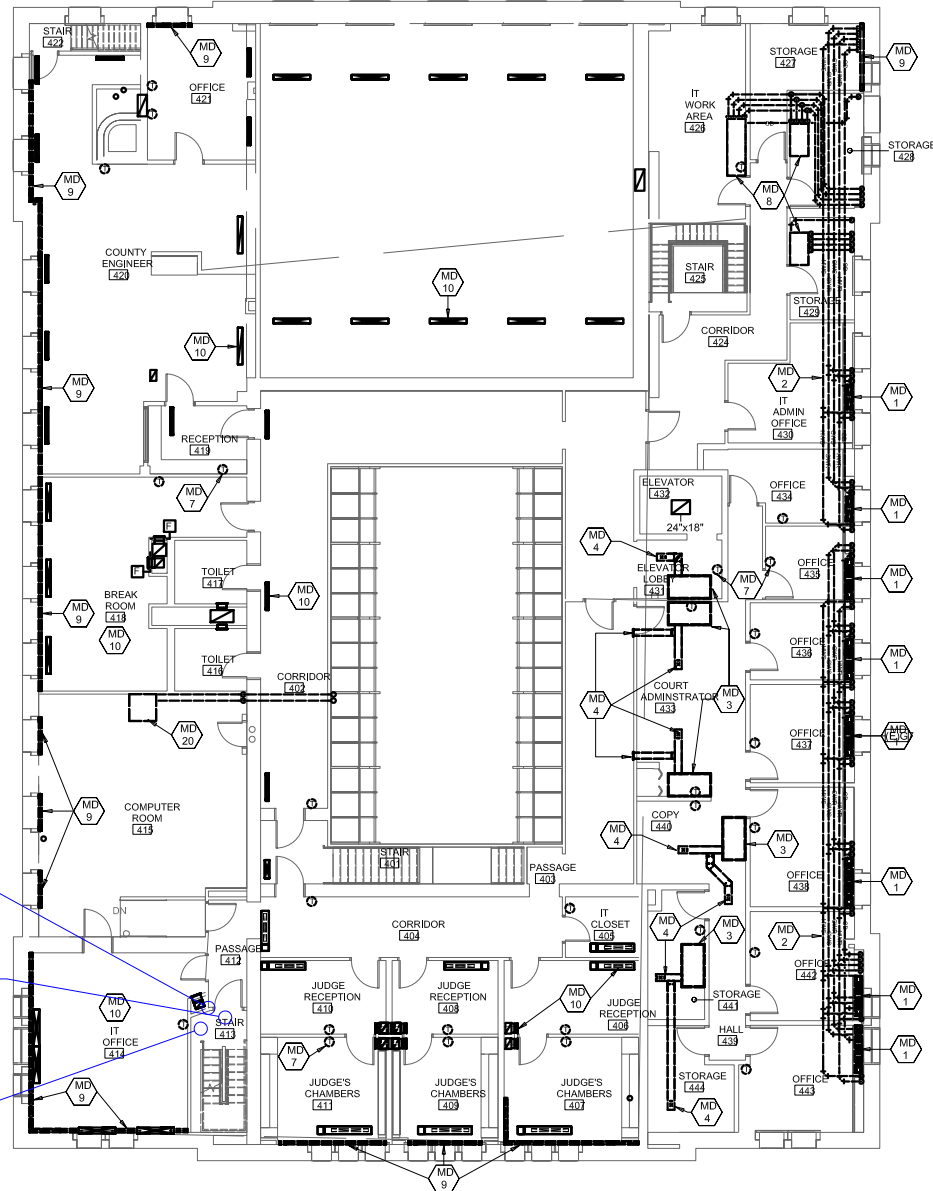 STAIR
422
MD
9
OFFICE
421
STORAGE
427
MD
9
IT
WORK
AREA
426
STORAGE
428
MD
9
MD
8
COUNTY
ENGINEER
420
STAIR
425
MD
10
STORAGE
429
MD
10
CORRIDOR
424
MD
9
MD
2
MD
1
IT
ADMIN
OFFICE
430
RECEPTION
419
MD
7
ELEVATOR
432
24"x18"
OFFICE
434
MD
1
F
F
MD
4
TOILET
417
ELEVATOR
LOBBY
431
MD
7
OFFICE
435
MD
1
BREAK
ROOM
418
MD
9
MD
10
MD
10
OFFICE
436
MD
1
TOILET
416
CORRIDOR
402
COURT
ADMINSTRATOR
433
MD
4
MD
3
MD
20
OFFICE
437
MD
COMPUTER
ROOM
415
MD
9
COPY
440
MD
4
MD
3
STAIR
401
PASSAGE
403
OFFICE
438
MD
1
DN
CORRIDOR
404
IT
CLOSET
405
MD
4
MD
3
MD
2
PASSAGE
412
OFFICE
442
JUDGE
RECEPTION
410
JUDGE
RECEPTION
408
MD
10
JUDGE
RECEPTION
406
STORAGE
441
MD
1
MD
10
IT
OFFICE
414
STAIR
413
HALL
439
MD
7
MD
1
JUDGE'S
CHAMBERS
411
JUDGE'S
CHAMBERS
409
JUDGE'S
CHAMBERS
407
STORAGE
444
OFFICE
443
MD
9
MD
4
MD
9